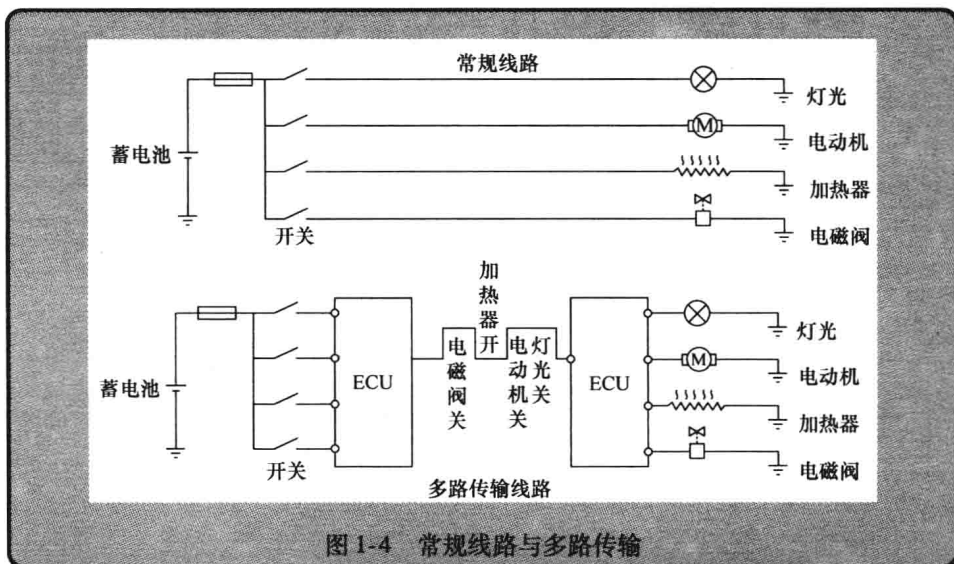 常规线路
灯光
M
电动机
蓄电池
加热器
开关
电磁阀
加热器开
灯光
电磁阀关
电动机关
灯光关
M
ECU
ECU
电动机
蓄电池
加热器
开关
电磁阀
多路传输线路
图 1-4 常规线路与多路传输